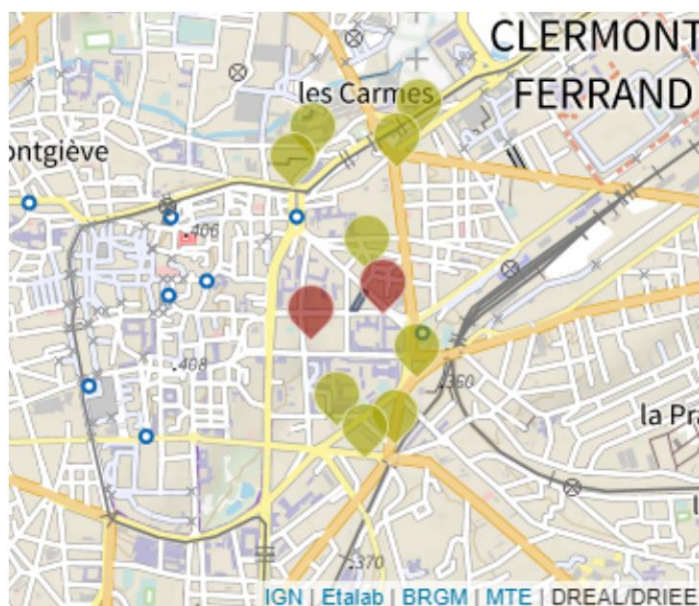 CLERMONT
FERRAND
les Carmes
ontgiève
406
408
360
la Pra
370
IGN | Etalab | BRGM | MTE | DREAL/DRIEE